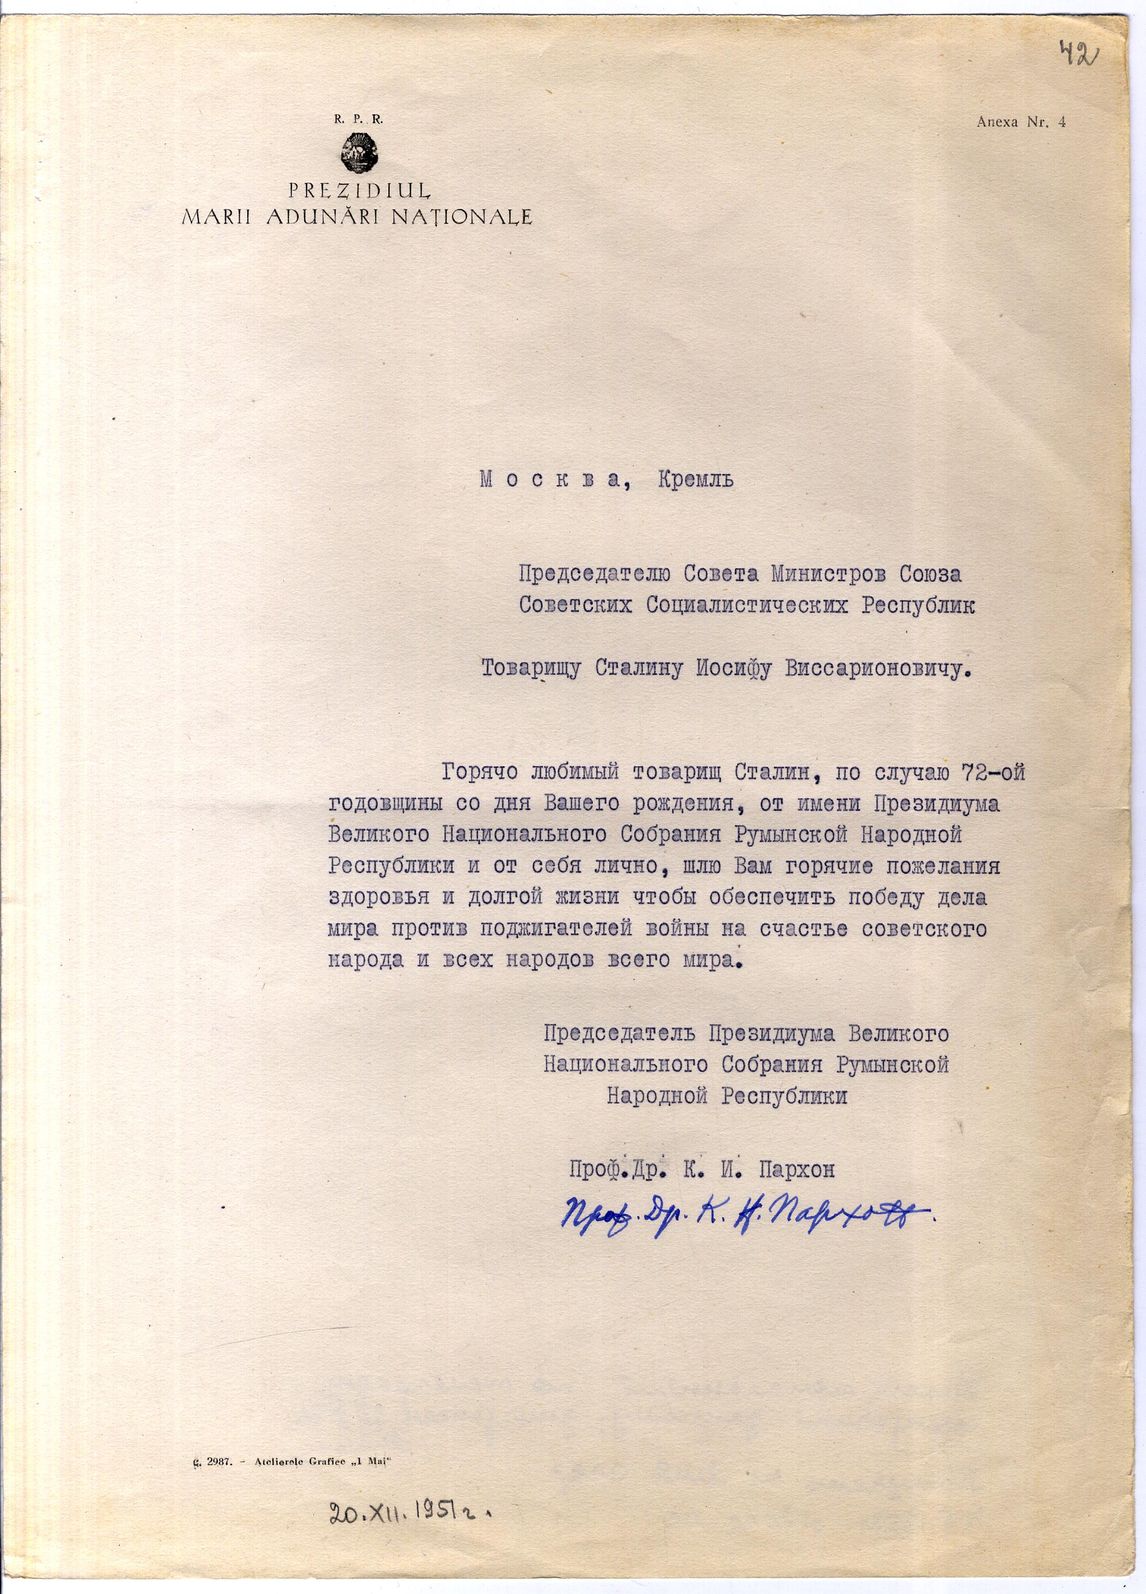 42
R. P. R.
Anexa Nr. 4
PREZIDIUL
MARII ADUNĂRI NAȚIONALE
М о с к в а, Кремль
Председателю Совета Министров Союза
Советских Социалистических Республик
Товарищу Сталину Иосифу Виссарионовичу.
Горячо любимый товарищ Сталин, по случаю 72-ой
годовщины со дня Вашего рождения, от имени Президиума
Великого Национального Собрания Румынской Народной
Республики и от себя лично, шлю Вам горячие пожелания
здоровья и долгой жизни чтобы обеспечить победу дела
мира против поджигателей войны на счастье советского
народа и всех народов всего мира.
Председатель Президиума Великого
Национального Собрания Румынской
Народной Республики
Проф.Др. К. И. Пархон
Проф. Др. К. И. Пархон.
g. 2987. - Atelierele Grafice „1 Mai"
20.XII.1951 г.